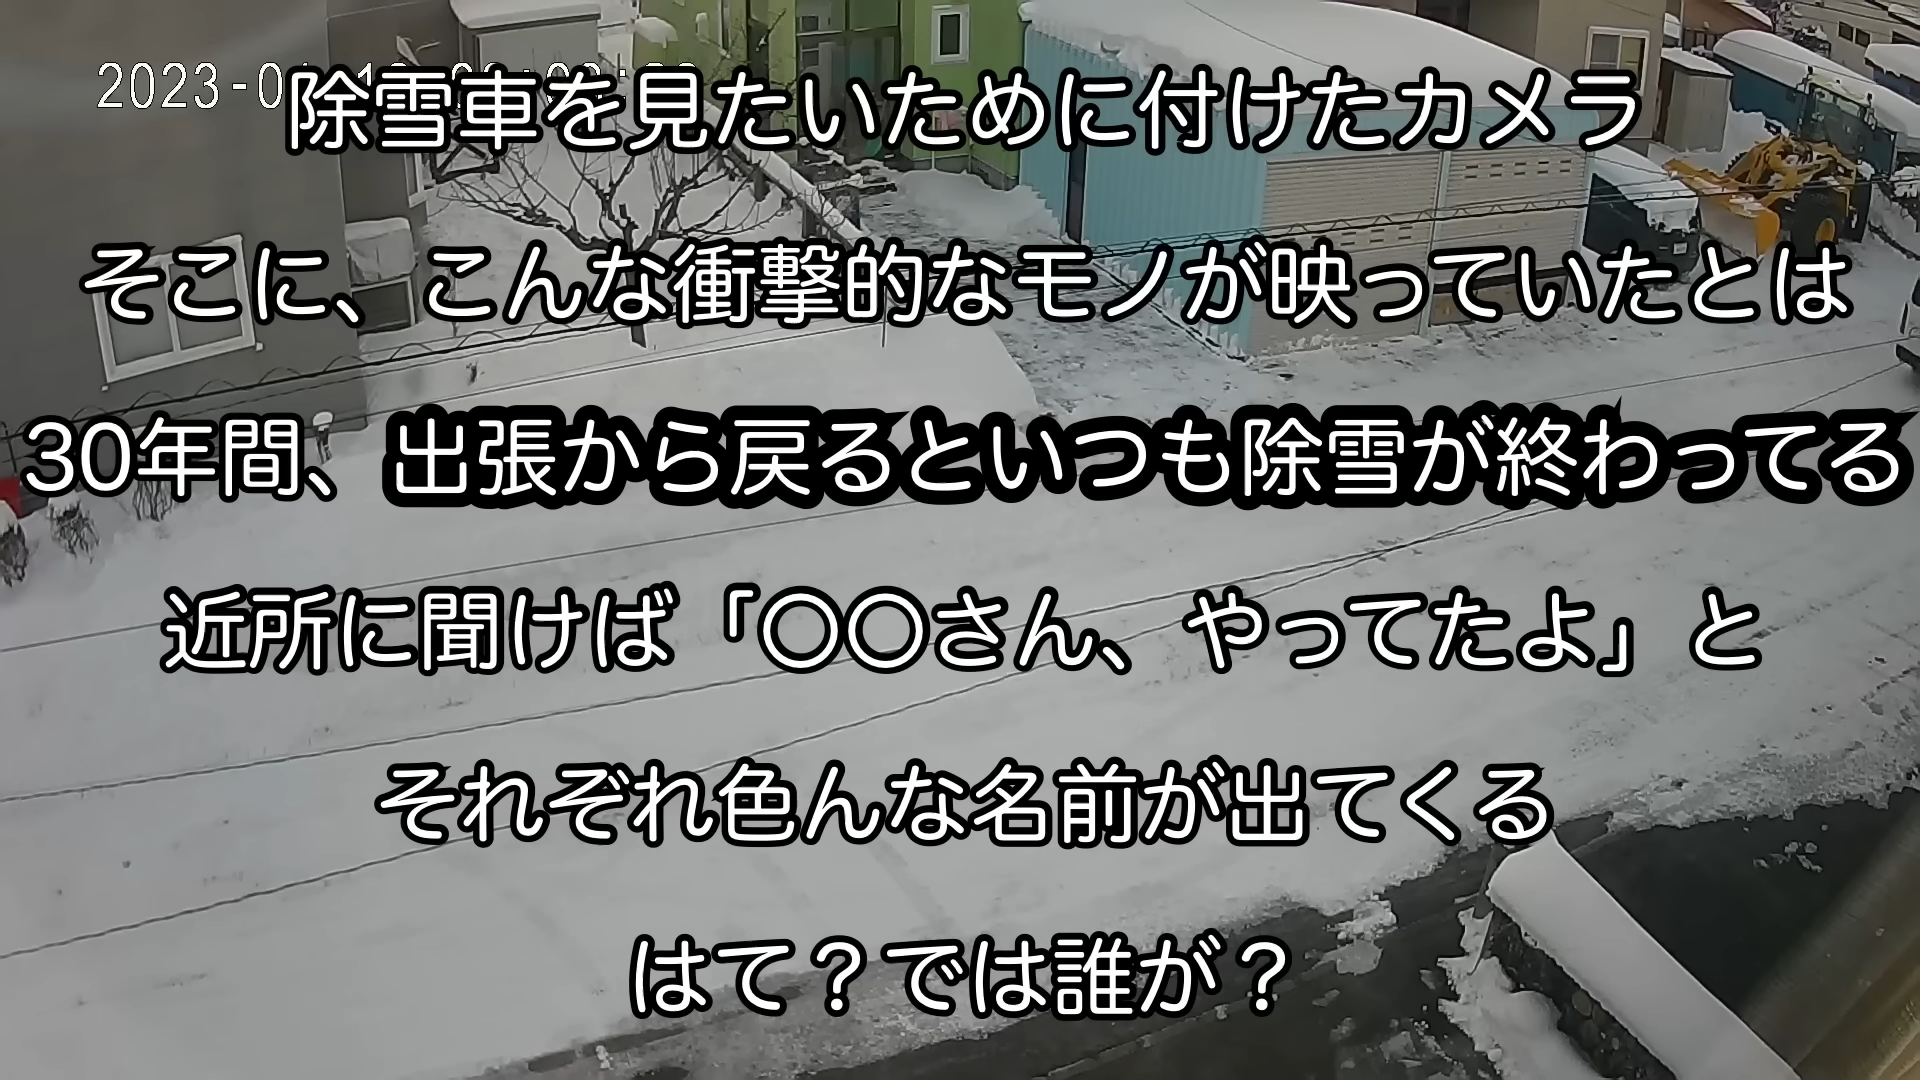 2023-0
除雪車を見たいために付けたカメラ
そこに、こんな衝撃的なモノが映っていたとは
30年間、出張から戻るといつも除雪が終わってる
近所に聞けば「〇〇さん、やってたよ」と
それぞれ色んな名前が出てくる
はて？では誰が？